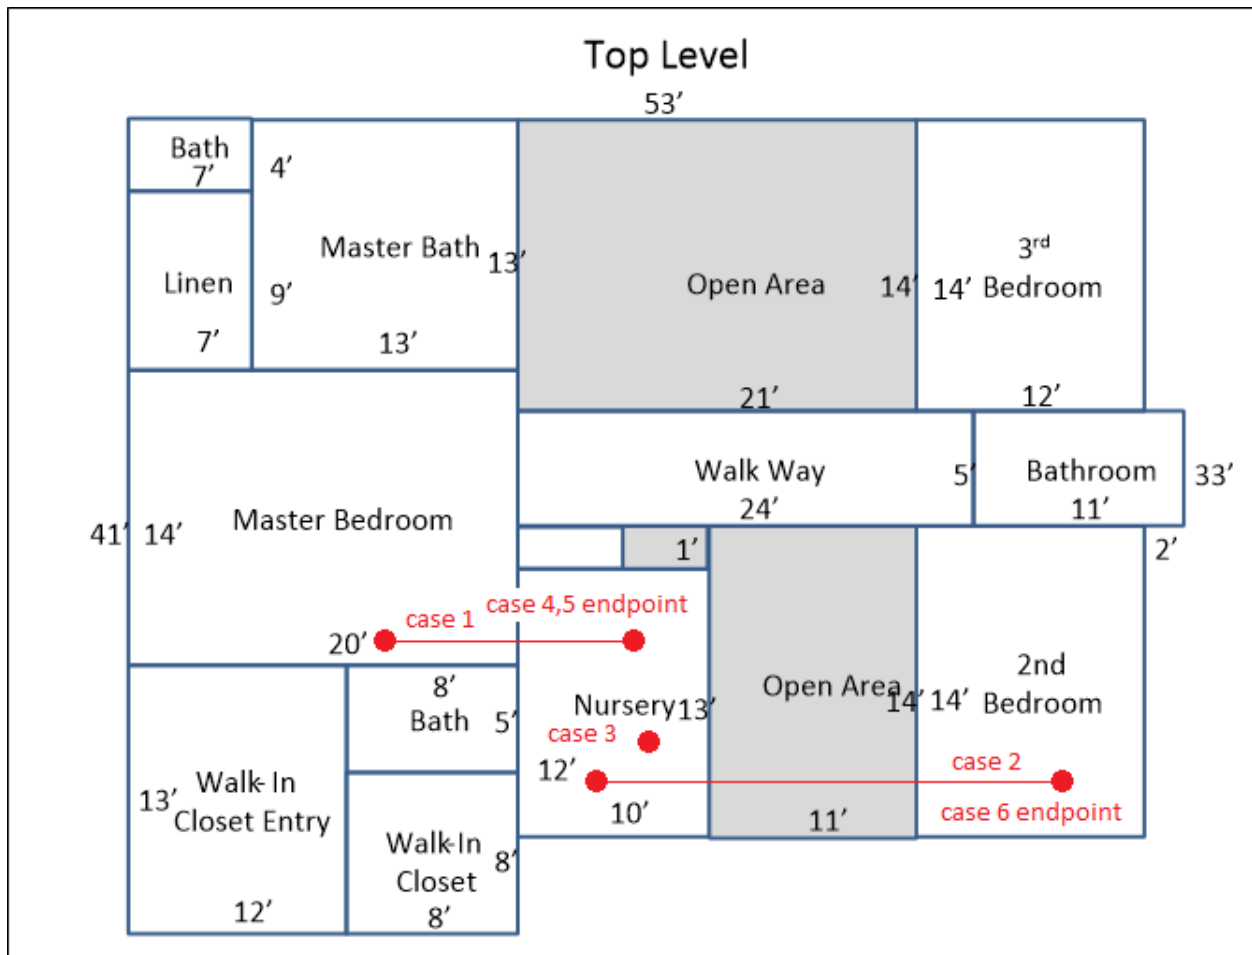 Top Level
53’
Bath
7’
4’
Master Bath
13’
3rd
Bedroom
Linen
9’
Open Area
14’
14’
7’
13’
21’
12’
Walk Way
5’
Bathroom
33’
24’
11’
Master Bedroom
41’
14’
1’
2’
case 1
case 4,5 endpoint
20’
8’
Bath
5’
Nursery
13’
Open Area
14’
14’
2nd
Bedroom
case 3
case 2
12’
case 6 endpoint
10’
11’
13’
Walk-In
Closet Entry
Walk-In
Closet
8’
12’
8’